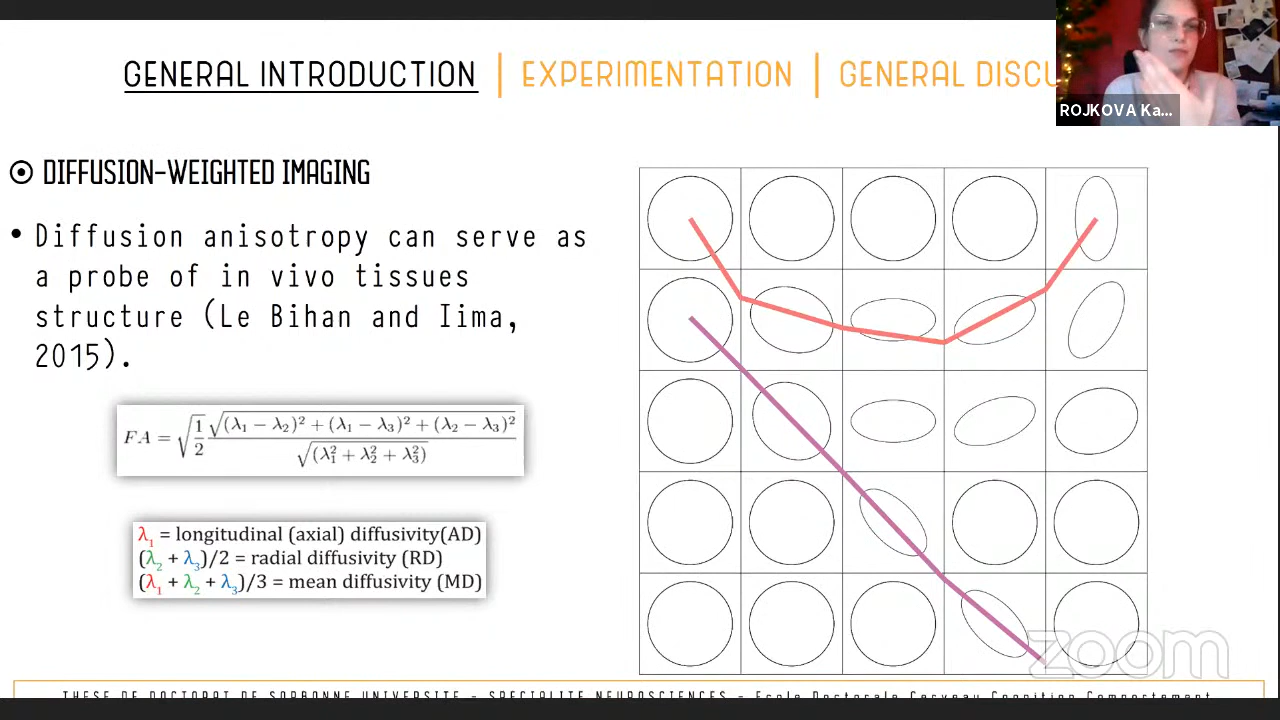 GENERAL INTRODUCTION | EXPERIMENTATION | GENERAL DISCU
ROJKOVA Ka...
DIFFUSION-WEIGHTED IMAGING
• Diffusion anisotropy can serve as
a probe of in vivo tissues
structure (Le Bihan and Iima,
2015).
FA = √(1/2) √((λ₁ − λ₂)² + (λ₁ − λ₃)² + (λ₂ − λ₃)²) / √(λ₁² + λ₂² + λ₃²)
λ₁ = longitudinal (axial) diffusivity(AD)
(λ₂ + λ₃)/2 = radial diffusivity (RD)
(λ₁ + λ₂ + λ₃)/3 = mean diffusivity (MD)
zoom
THESE DE DOCTORAT DE SORBONNE UNIVERSITE - SPECIALITE NEUROSCIENCES - Ecole Doctorale Cerveau Cognition Comportement